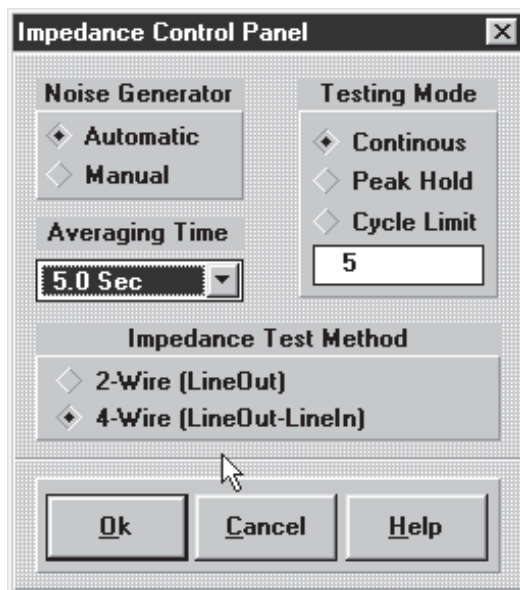 Impedance Control Panel
Noise Generator
Automatic
Manual
Averaging Time
5.0 Sec
Testing Mode
Continous
Peak Hold
Cycle Limit
5
Impedance Test Method
2-Wire (LineOut)
4-Wire (LineOut-LineIn)
Ok
Cancel
Help